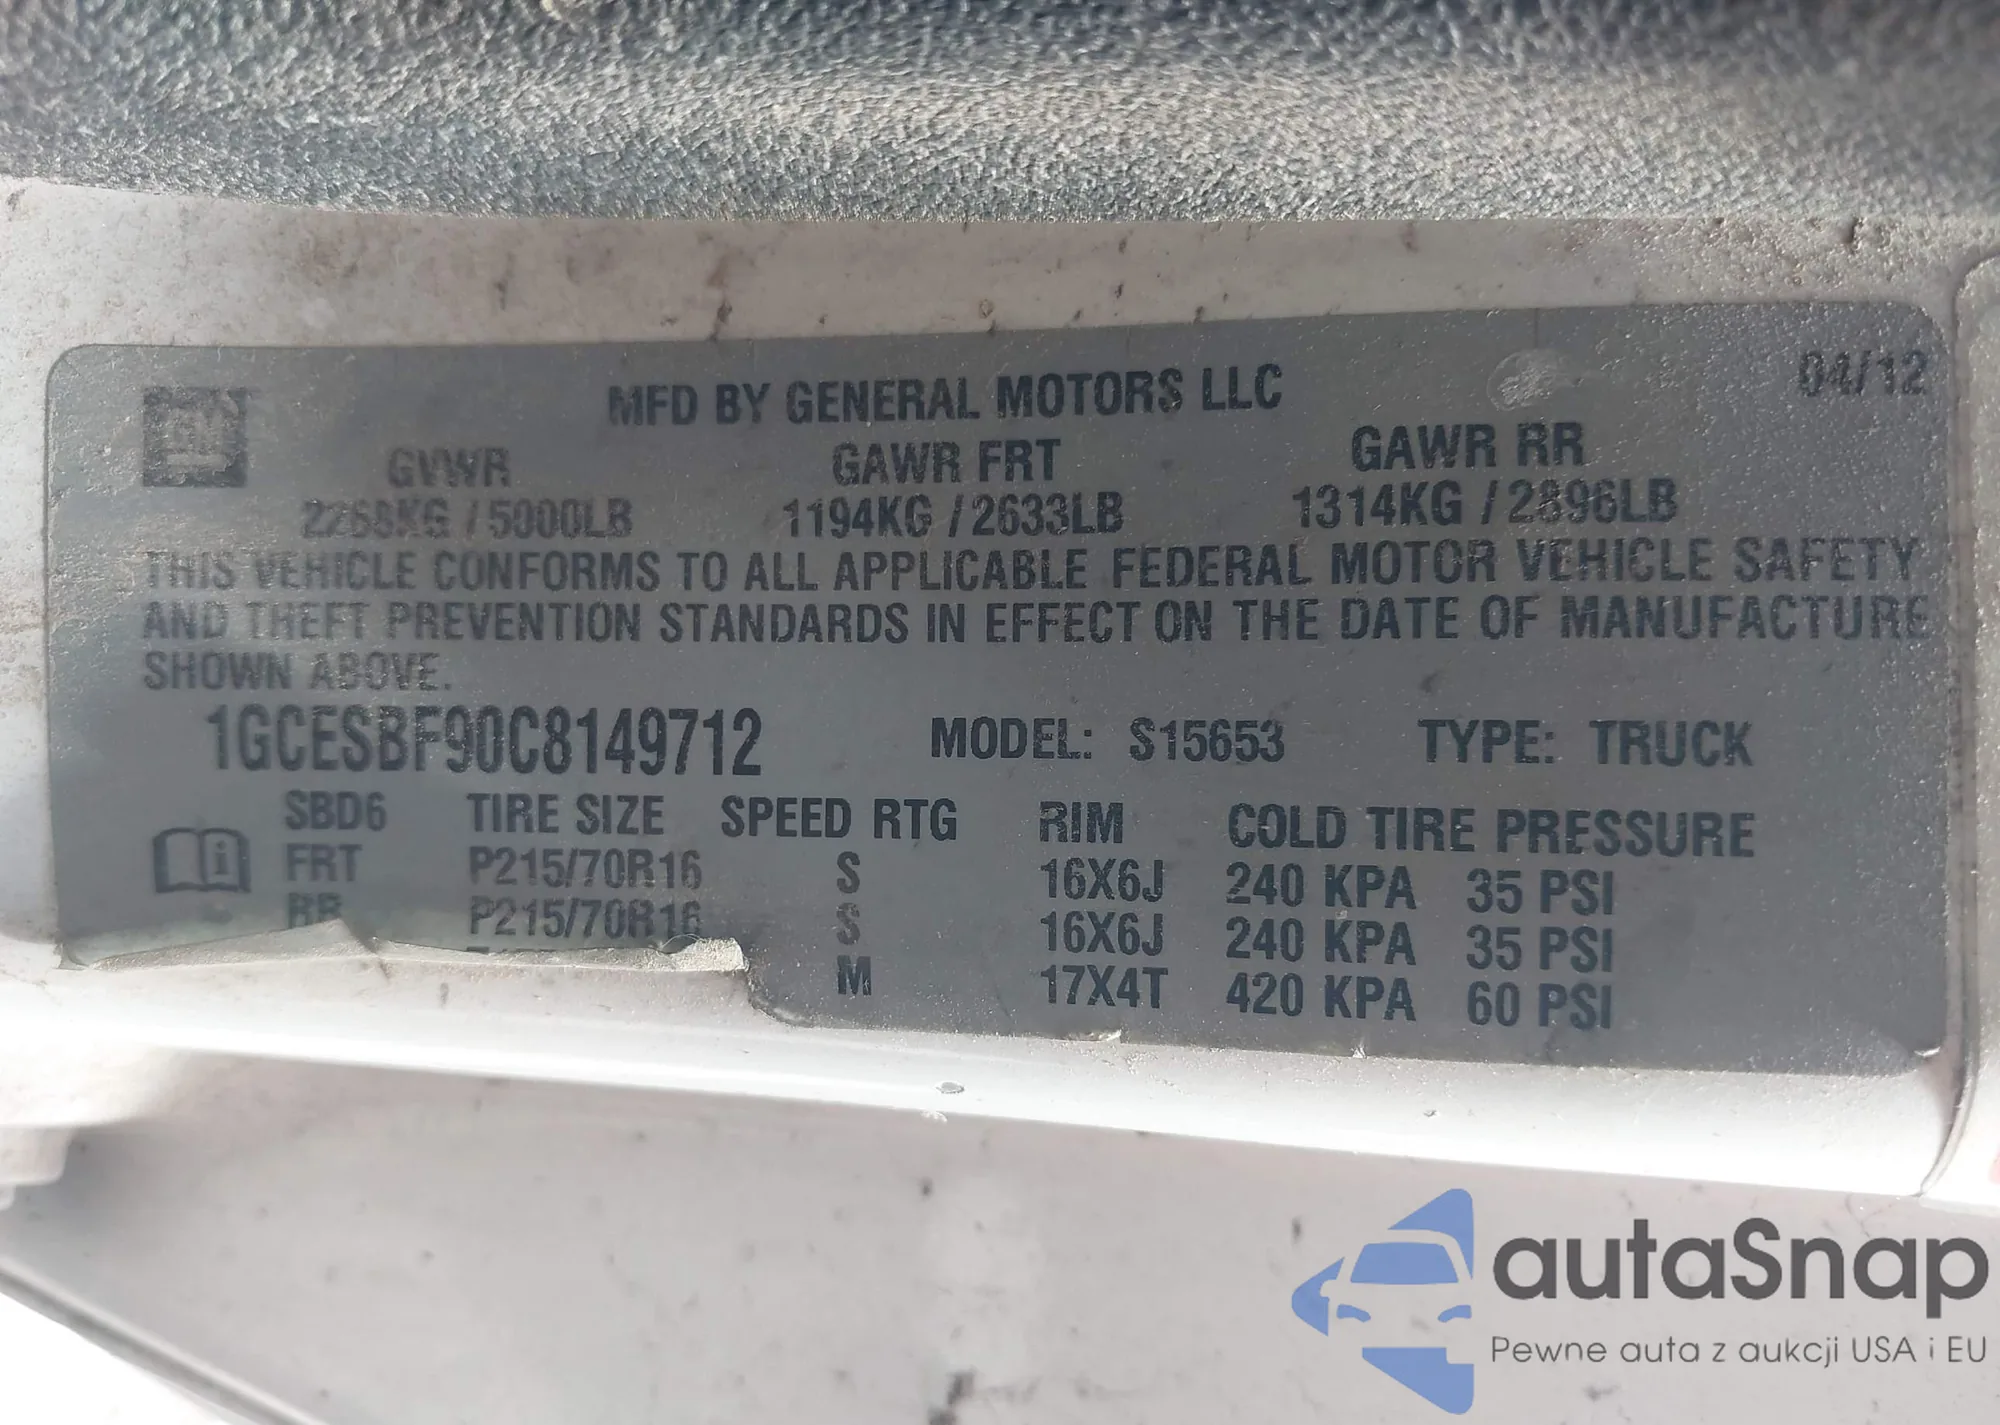 GM
MFD BY GENERAL MOTORS LLC 04/12
GVWR GAWR FRT GAWR RR
2268KG / 5000LB 1194KG / 2633LB 1314KG / 2896LB
THIS VEHICLE CONFORMS TO ALL APPLICABLE FEDERAL MOTOR VEHICLE SAFETY
AND THEFT PREVENTION STANDARDS IN EFFECT ON THE DATE OF MANUFACTURE
SHOWN ABOVE.
1GCESBF90C8149712 MODEL: S15653 TYPE: TRUCK
SBD6 TIRE SIZE SPEED RTG RIM COLD TIRE PRESSURE
FRT P215/70R16 S 16X6J 240 KPA 35 PSI
RR P215/70R16 S 16X6J 240 KPA 35 PSI
M 17X4T 420 KPA 60 PSI
autaSnap
Pewne auta z aukcji USA i EU